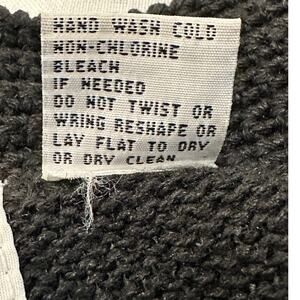 HAND WASH COLD
NON-CHLORINE
BLEACH
IF NEEDED
DO NOT TWIST OR
WRING RESHAPE OR
LAY FLAT TO DRY
OR DRY CLEAN